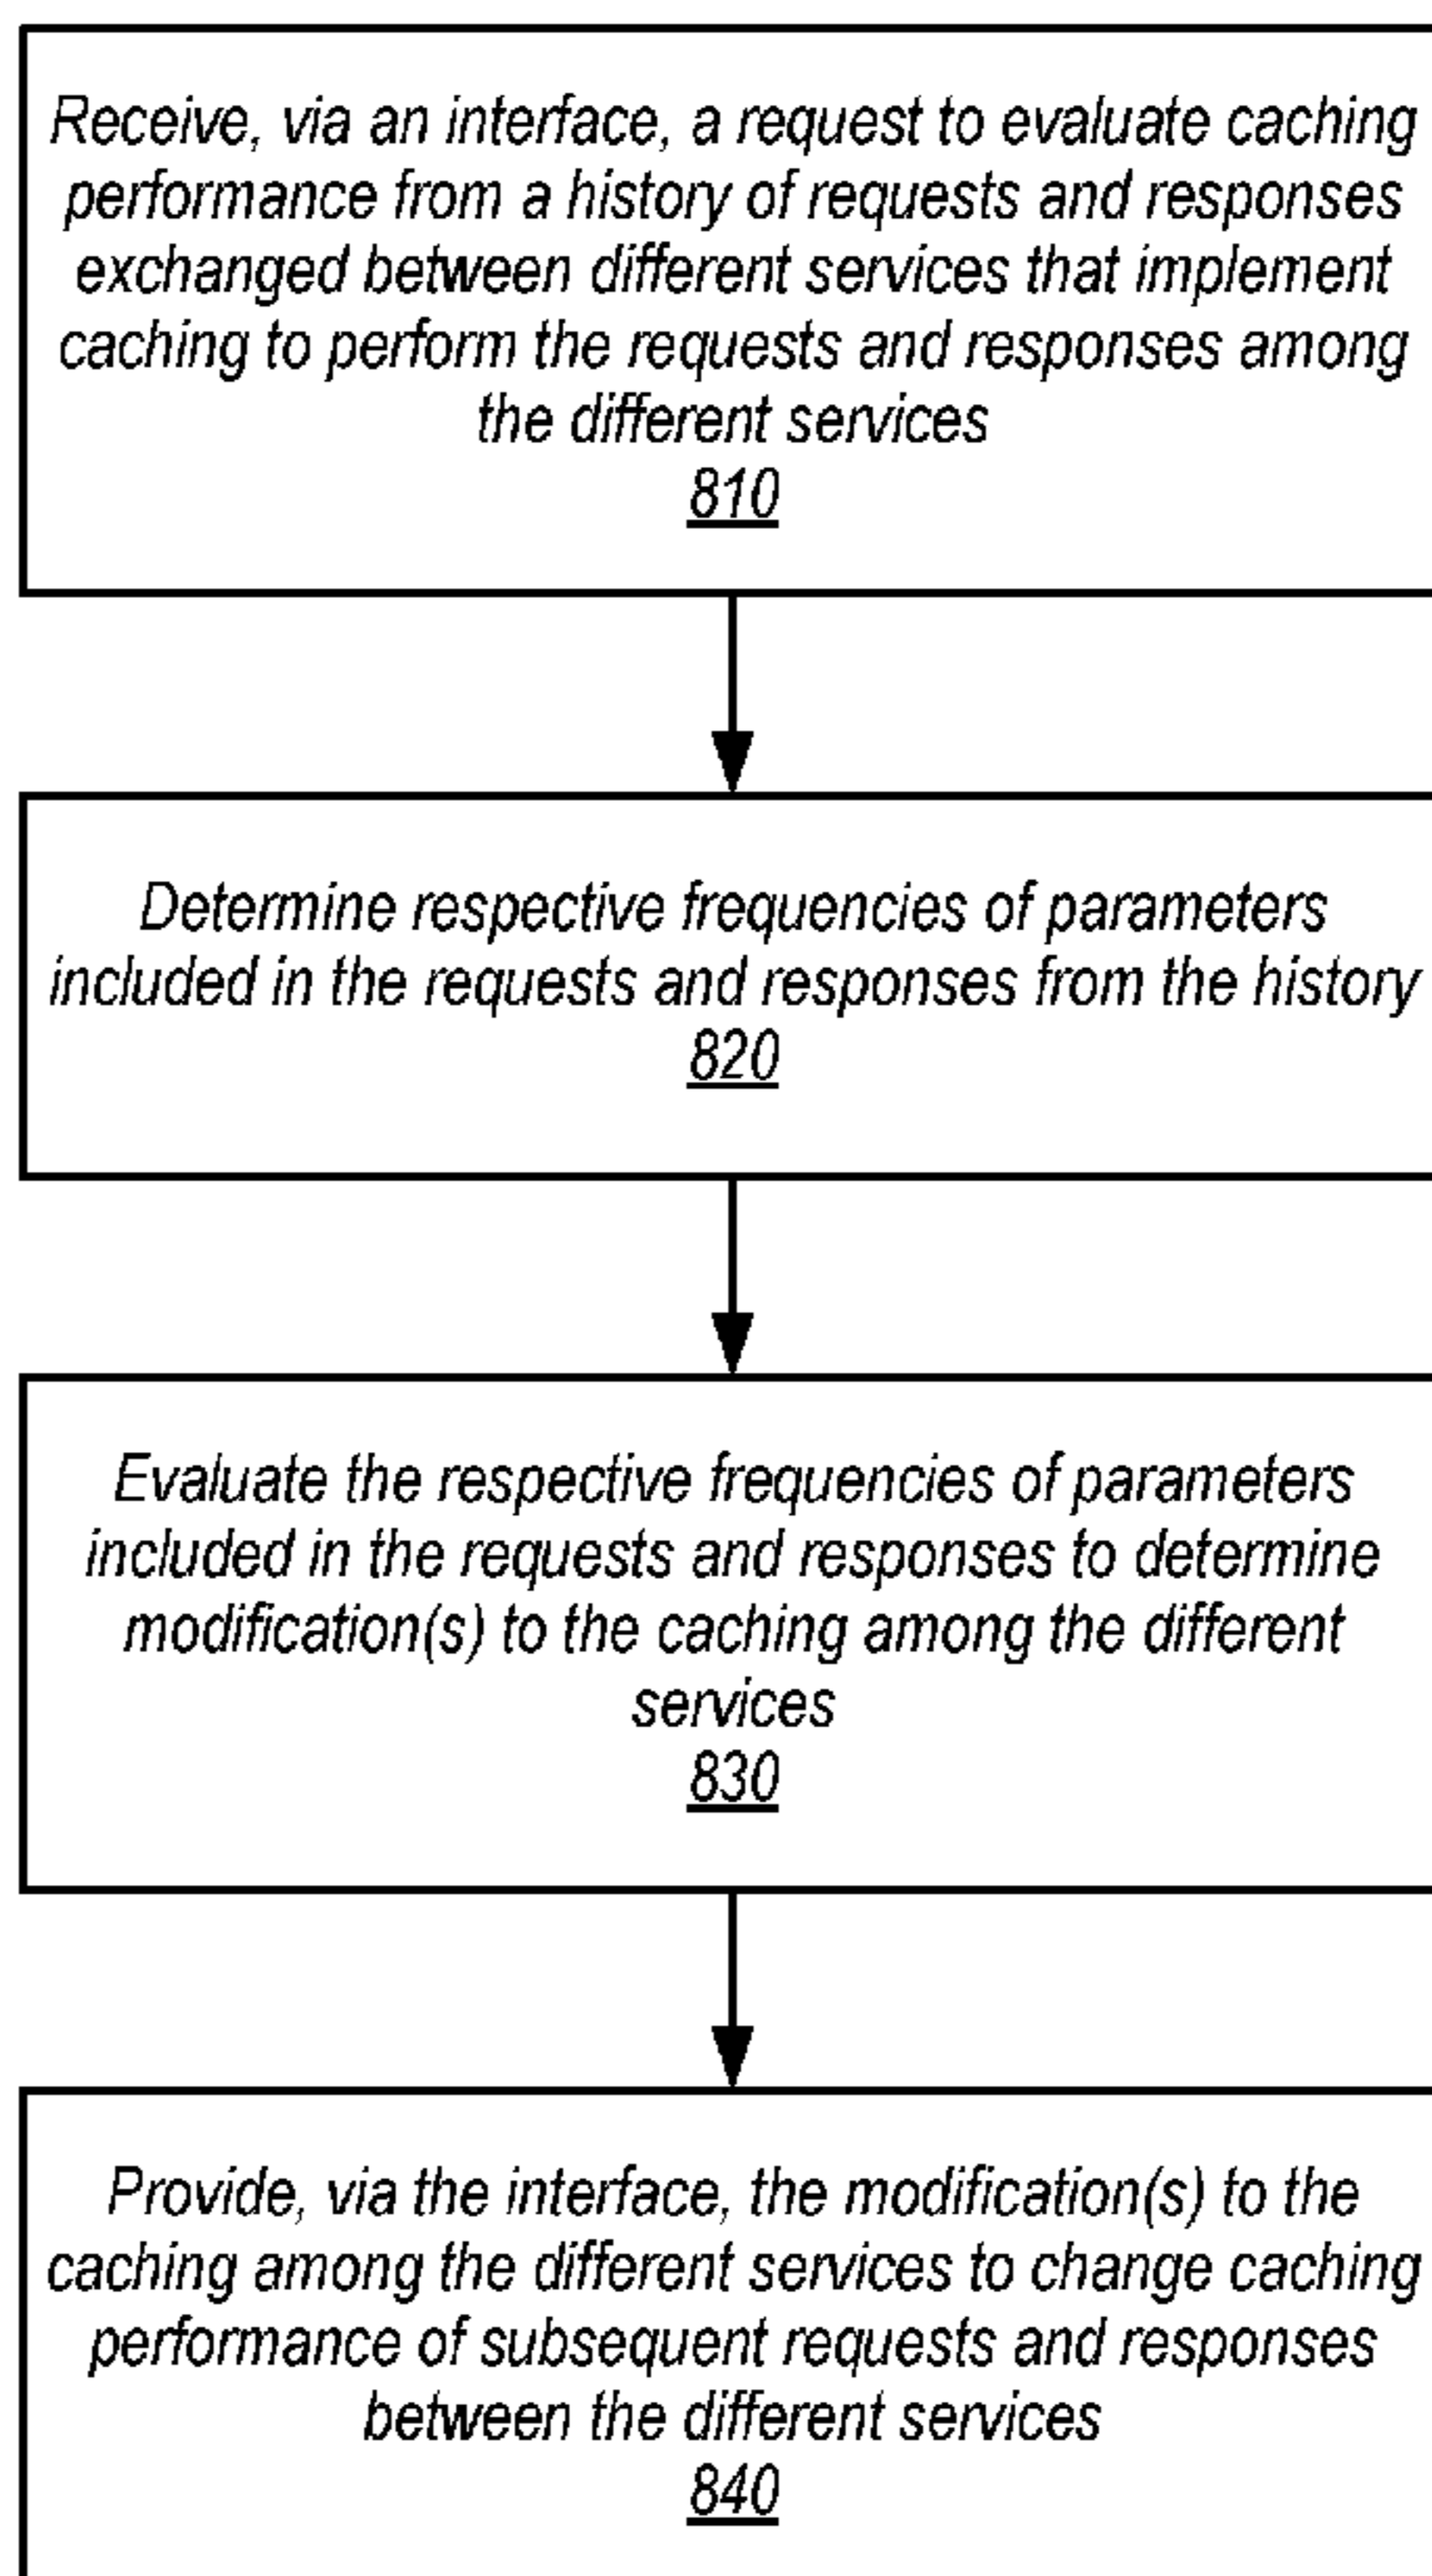 Receive, via an interface, a request to evaluate caching
performance from a history of requests and responses
exchanged between different services that implement
caching to perform the requests and responses among
the different services
810
Determine respective frequencies of parameters
included in the requests and responses from the history
820
Evaluate the respective frequencies of parameters
included in the requests and responses to determine
modification(s) to the caching among the different
services
830
Provide, via the interface, the modification(s) to the
caching among the different services to change caching
performance of subsequent requests and responses
between the different services
840